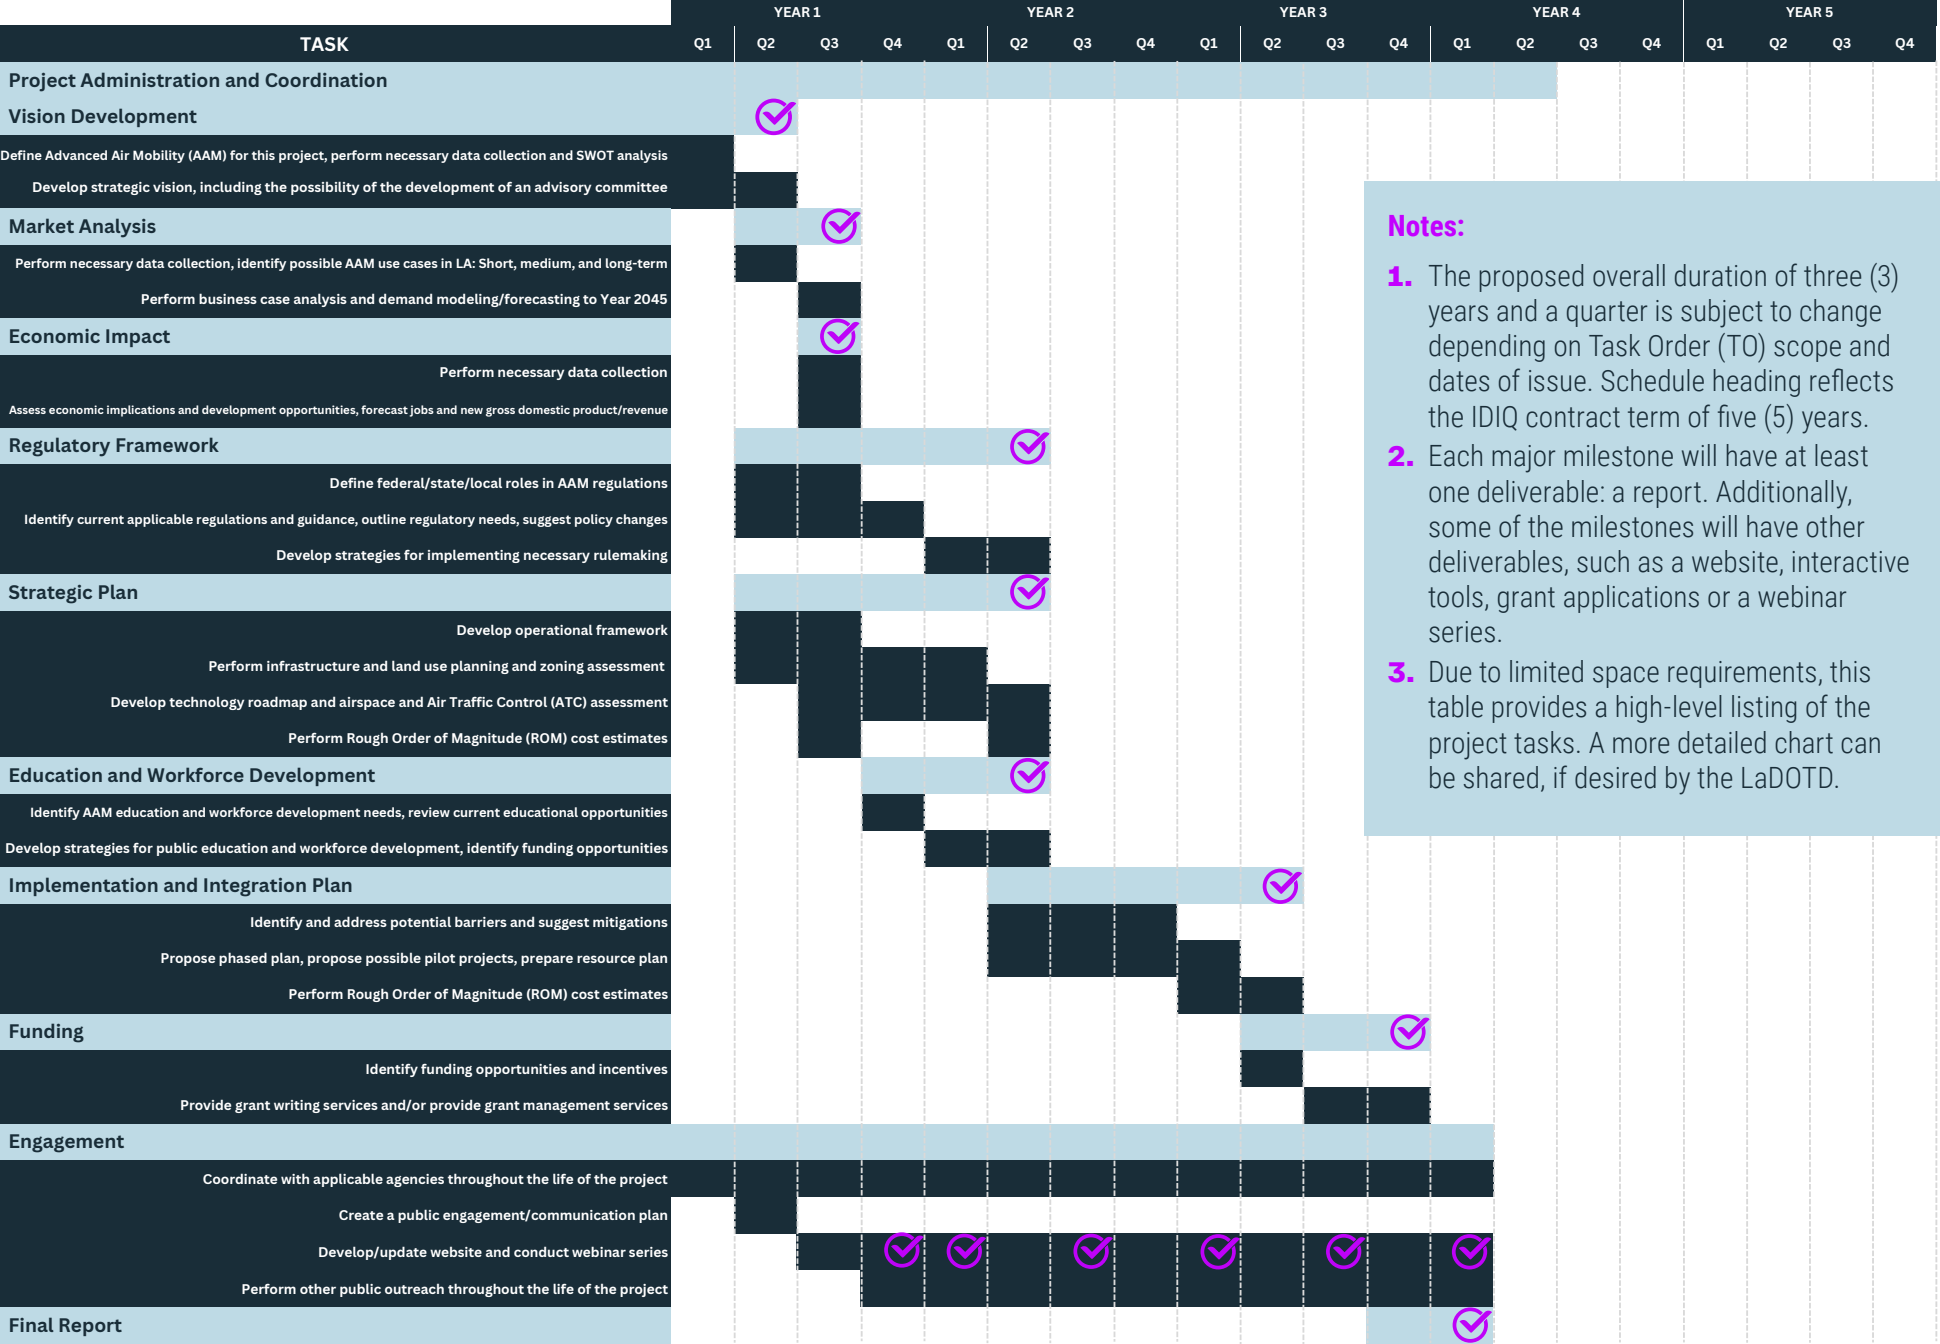 YEAR 1 YEAR 2 YEAR 3 YEAR 4 YEAR 5
TASK Q1 Q2 Q3 Q4 Q1 Q2 Q3 Q4 Q1 Q2 Q3 Q4 Q1 Q2 Q3 Q4 Q1 Q2 Q3 Q4
Project Administration and Coordination
Vision Development
Define Advanced Air Mobility (AAM) for this project, perform necessary data collection and SWOT analysis
Develop strategic vision, including the possibility of the development of an advisory committee
Market Analysis
Perform necessary data collection, identify possible AAM use cases in LA: Short, medium, and long-term
Perform business case analysis and demand modeling/forecasting to Year 2045
Economic Impact
Perform necessary data collection
Assess economic implications and development opportunities, forecast jobs and new gross domestic product/revenue
Regulatory Framework
Define federal/state/local roles in AAM regulations
Identify current applicable regulations and guidance, outline regulatory needs, suggest policy changes
Develop strategies for implementing necessary rulemaking
Strategic Plan
Develop operational framework
Perform infrastructure and land use planning and zoning assessment
Develop technology roadmap and airspace and Air Traffic Control (ATC) assessment
Perform Rough Order of Magnitude (ROM) cost estimates
Education and Workforce Development
Identify AAM education and workforce development needs, review current educational opportunities
Develop strategies for public education and workforce development, identify funding opportunities
Implementation and Integration Plan
Identify and address potential barriers and suggest mitigations
Propose phased plan, propose possible pilot projects, prepare resource plan
Perform Rough Order of Magnitude (ROM) cost estimates
Funding
Identify funding opportunities and incentives
Provide grant writing services and/or provide grant management services
Engagement
Coordinate with applicable agencies throughout the life of the project
Create a public engagement/communication plan
Develop/update website and conduct webinar series
Perform other public outreach throughout the life of the project
Final Report
Notes:
1. The proposed overall duration of three (3)
years and a quarter is subject to change
depending on Task Order (TO) scope and
dates of issue. Schedule heading reflects
the IDIQ contract term of five (5) years.
2. Each major milestone will have at least
one deliverable: a report. Additionally,
some of the milestones will have other
deliverables, such as a website, interactive
tools, grant applications or a webinar
series.
3. Due to limited space requirements, this
table provides a high-level listing of the
project tasks. A more detailed chart can
be shared, if desired by the LaDOTD.